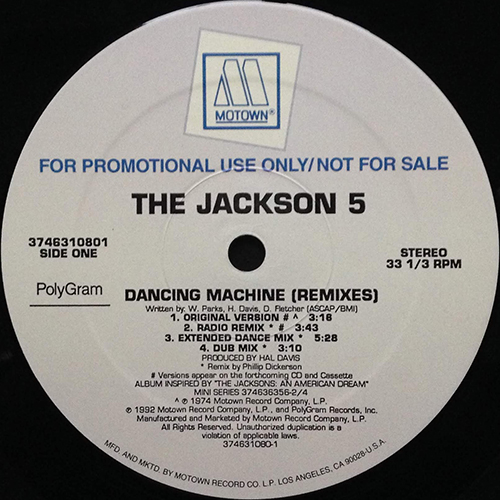 MOTOWN®
FOR PROMOTIONAL USE ONLY/NOT FOR SALE
THE JACKSON 5
3746310801
SIDE ONE
STEREO
33 1/3 RPM
PolyGram
DANCING MACHINE (REMIXES)
Written by: W. Parks, H. Davis, D. Fletcher (ASCAP/BMI)
1. ORIGINAL VERSION # ^ 3:16
2. RADIO REMIX * # 3:43
3. EXTENDED DANCE MIX * 5:28
4. DUB MIX * 3:10
PRODUCED BY HAL DAVIS
* Remix by Phillip Dickerson
# Versions appear on the forthcoming CD and Cassette
ALBUM INSPIRED BY "THE JACKSONS: AN AMERICAN DREAM"
MINI SERIES 374636356-2/4
^ ℗ 1974 Motown Record Company, L.P.
℗ 1992 Motown Record Company, L.P., and PolyGram Records, Inc.
Manufactured and Marketed by Motown Record Company, L.P.
All Rights Reserved. Unauthorized duplication is a
violation of applicable laws.
374631080-1
MFD. AND MKTD. BY MOTOWN RECORD CO. L.P. LOS ANGELES, CA 90028-U.S.A.